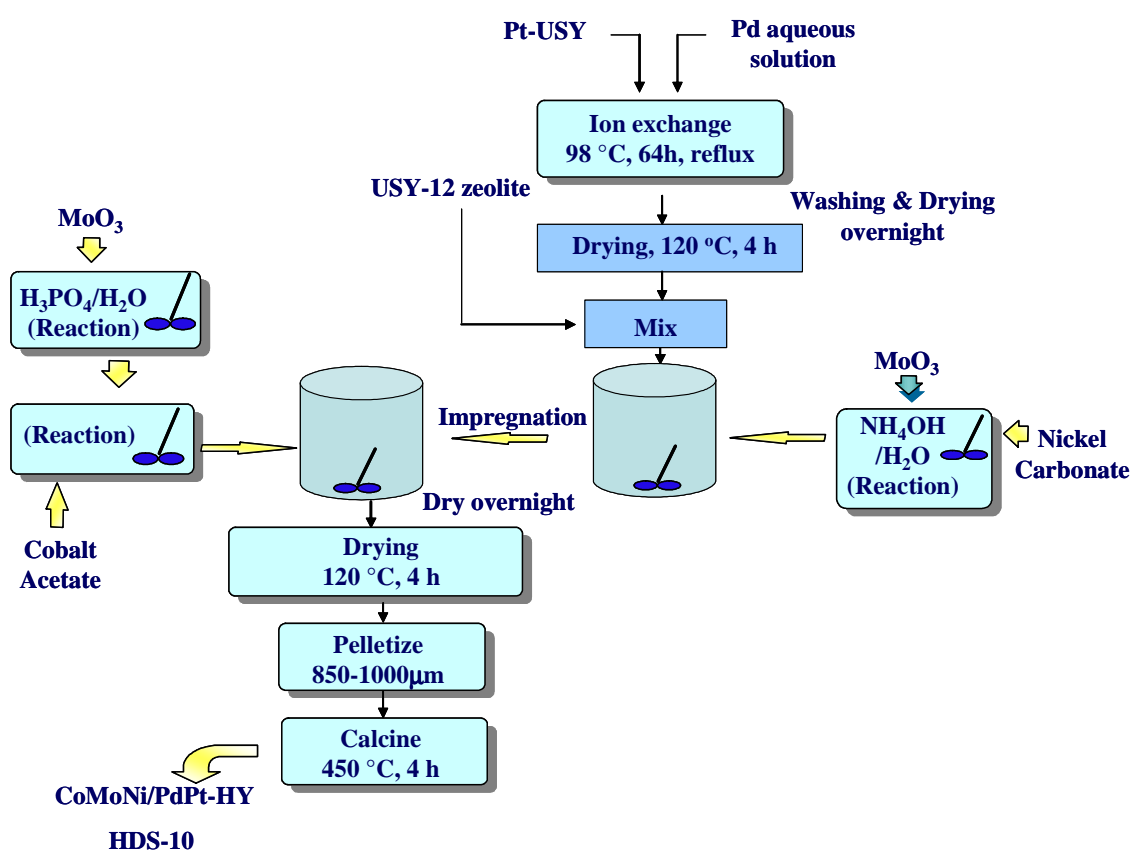 Pt-USY
Pd aqueous
solution
Ion exchange
98 °C, 64h, reflux
USY-12 zeolite
Washing & Drying
overnight
Drying, 120 ºC, 4 h
Mix
MoO₃
H₃PO₄/H₂O
(Reaction)
(Reaction)
Cobalt
Acetate
Impregnation
Dry overnight
MoO₃
NH₄OH
/H₂O
(Reaction)
Nickel
Carbonate
Drying
120 °C, 4 h
Pelletize
850-1000μm
Calcine
450 °C, 4 h
CoMoNi/PdPt-HY
HDS-10